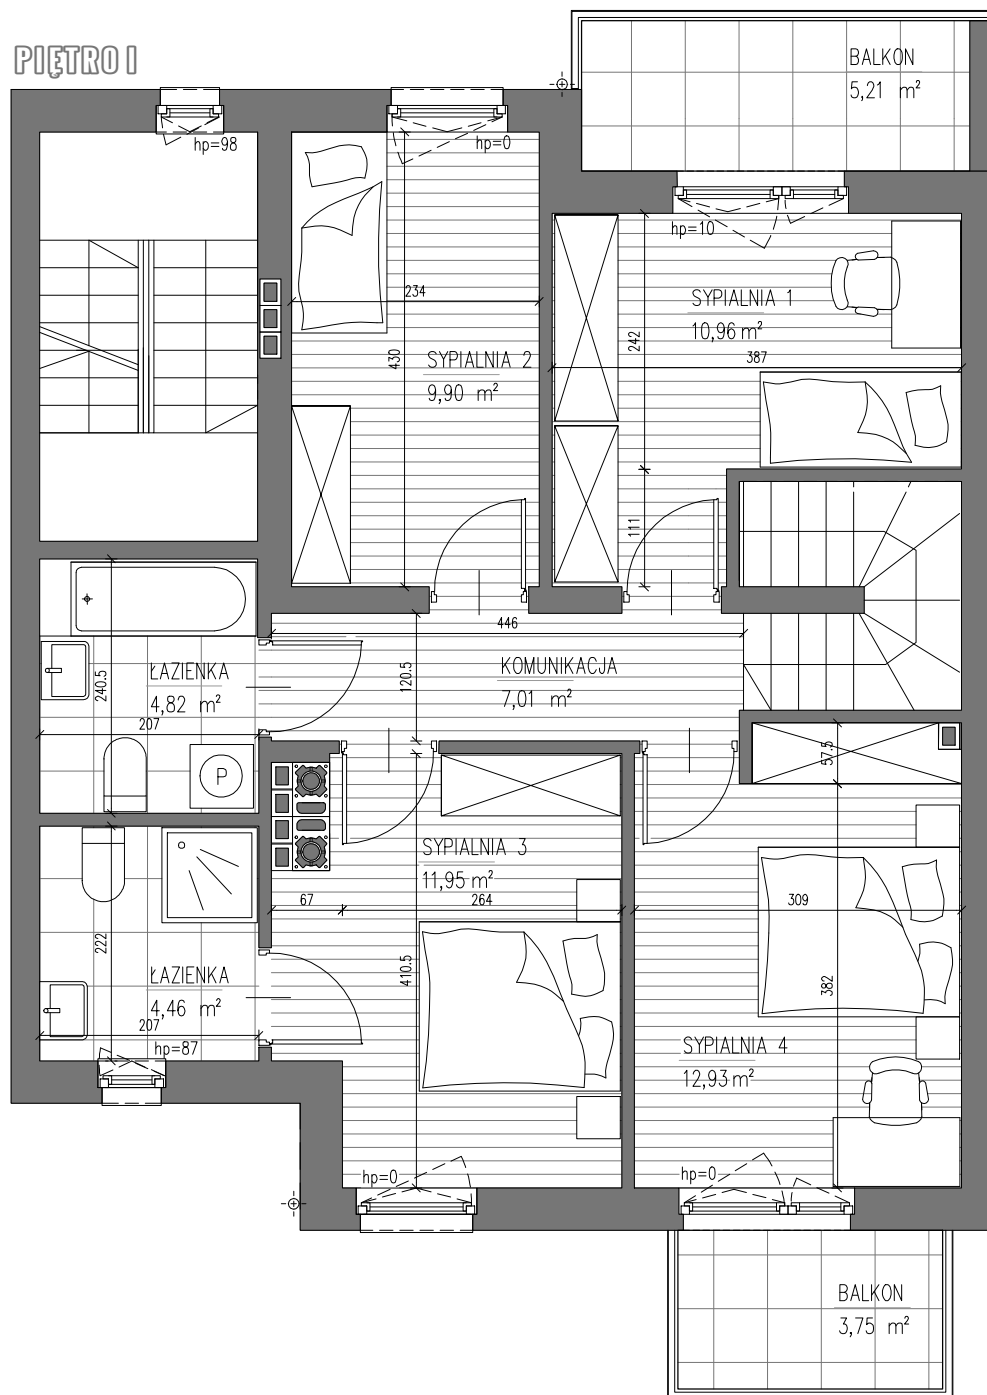 PIĘTRO I
BALKON
5,21 m²
hp=98
hp=0
hp=10
234
430
SYPIALNIA 2
9,90 m²
SYPIALNIA 1
10,96 m²
242
387
111
446
KOMUNIKACJA
7,01 m²
120.5
ŁAZIENKA
4,82 m²
240.5
207
P
57.5
SYPIALNIA 3
11,95 m²
67
264
410.5
309
382
222
ŁAZIENKA
4,46 m²
207
hp=87
SYPIALNIA 4
12,93 m²
hp=0
hp=0
BALKON
3,75 m²